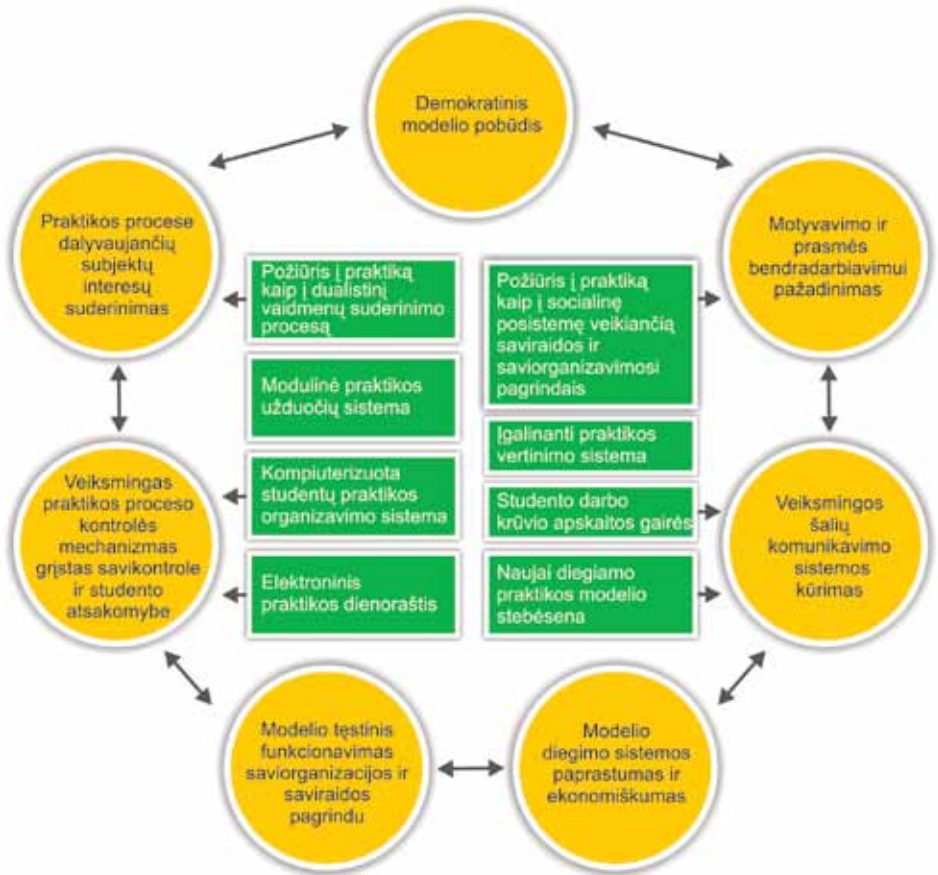 Demokratinis
modelio pobūdis
Praktikos procese
dalyvaujančių
subjektų
interesų
suderinimas
Motyvavimo ir
prasmės
bendradarbiavimui
pažadinimas
Požiūris į praktiką
kaip į dualistinį
vaidmenų suderinimo
procesą
Modulinė praktikos
užduočių sistema
Kompiuterizuota
studentų praktikos
organizavimo sistema
Elektroninis
praktikos dienoraštis
Požiūris į praktiką
kaip į socialinę
posistemę veikiančią
saviraidos ir
saviorganizavimosi
pagrindais
Įgalinanti praktikos
vertinimo sistema
Studento darbo
krūvio apskaitos gairės
Naujai diegiamo
praktikos modelio
stebėsena
Veiksmingas
praktikos proceso
kontrolės
mechanizmas
grįstas savikontrole
ir studento
atsakomybe
Veiksmingos
šalių
komunikavimo
sistemos
kūrimas
Modelio tęstinis
funkcionavimas
saviorganizacijos ir
saviraidos
pagrindu
Modelio
diegimo sistemos
paprastumas ir
ekonomiškumas